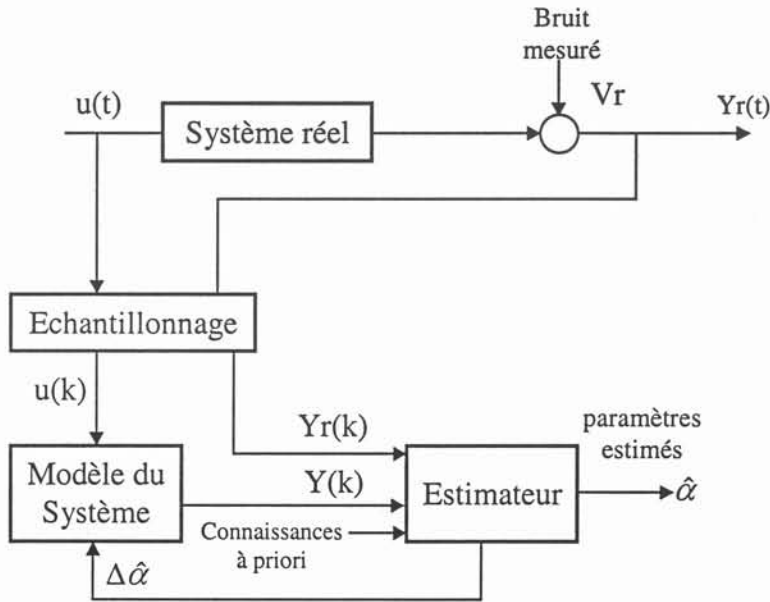 Bruit
mesuré
u(t)
Vr
Yr(t)
Système réel
Echantillonnage
u(k)
Yr(k)
paramètres
estimés
Modèle du
Système
Y(k)
Estimateur
α̂
Connaissances
à priori
Δα̂